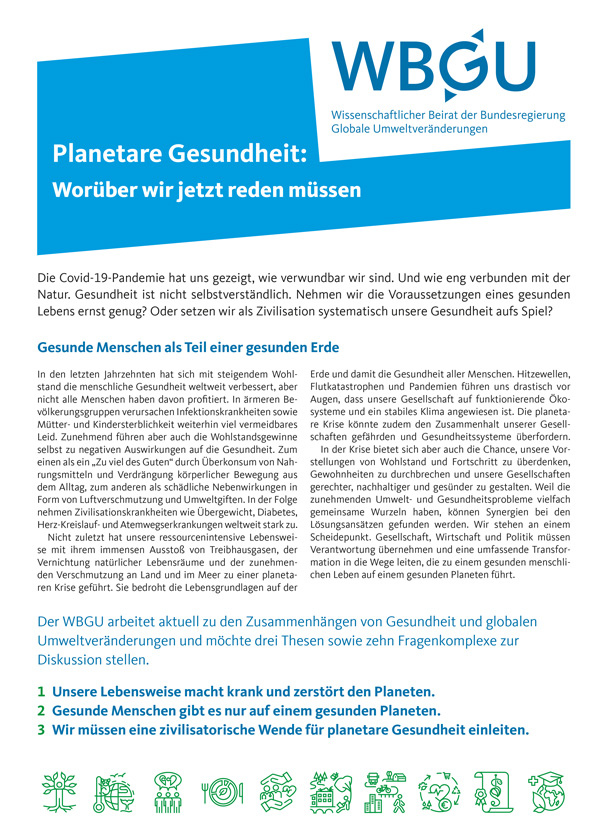 WBGU
Wissenschaftlicher Beirat der Bundesregierung
Globale Umweltveränderungen
Planetare Gesundheit:
Worüber wir jetzt reden müssen
Die Covid-19-Pandemie hat uns gezeigt, wie verwundbar wir sind. Und wie eng verbunden mit der
Natur. Gesundheit ist nicht selbstverständlich. Nehmen wir die Voraussetzungen eines gesunden
Lebens ernst genug? Oder setzen wir als Zivilisation systematisch unsere Gesundheit aufs Spiel?
Gesunde Menschen als Teil einer gesunden Erde
In den letzten Jahrzehnten hat sich mit steigendem Wohl-
stand die menschliche Gesundheit weltweit verbessert, aber
nicht alle Menschen haben davon profitiert. In ärmeren Be-
völkerungsgruppen verursachen Infektionskrankheiten sowie
Mütter- und Kindersterblichkeit weiterhin viel vermeidbares
Leid. Zunehmend führen aber auch die Wohlstandsgewinne
selbst zu negativen Auswirkungen auf die Gesundheit. Zum
einen als ein „Zu viel des Guten“ durch Überkonsum von Nah-
rungsmitteln und Verdrängung körperlicher Bewegung aus
dem Alltag, zum anderen als schädliche Nebenwirkungen in
Form von Luftverschmutzung und Umweltgiften. In der Folge
nehmen Zivilisationskrankheiten wie Übergewicht, Diabetes,
Herz-Kreislauf- und Atemwegserkrankungen weltweit stark zu.
Nicht zuletzt hat unsere ressourcenintensive Lebenswei-
se mit ihrem immensen Ausstoß von Treibhausgasen, der
Vernichtung natürlicher Lebensräume und der zunehmen-
den Verschmutzung an Land und im Meer zu einer planeta-
ren Krise geführt. Sie bedroht die Lebensgrundlagen auf der
Erde und damit die Gesundheit aller Menschen. Hitzewellen,
Flutkatastrophen und Pandemien führen uns drastisch vor
Augen, dass unsere Gesellschaft auf funktionierende Öko-
systeme und ein stabiles Klima angewiesen ist. Die planeta-
re Krise könnte zudem den Zusammenhalt unserer Gesell-
schaften gefährden und Gesundheitssysteme überfordern.
In der Krise bietet sich aber auch die Chance, unsere Vor-
stellungen von Wohlstand und Fortschritt zu überdenken,
Gewohnheiten zu durchbrechen und unsere Gesellschaften
gerechter, nachhaltiger und gesünder zu gestalten. Weil die
zunehmenden Umwelt- und Gesundheitsprobleme vielfach
gemeinsame Wurzeln haben, können Synergien bei den
Lösungsansätzen gefunden werden. Wir stehen an einem
Scheidepunkt. Gesellschaft, Wirtschaft und Politik müssen
Verantwortung übernehmen und eine umfassende Transfor-
mation in die Wege leiten, die zu einem gesunden menschli-
chen Leben auf einem gesunden Planeten führt.
Der WBGU arbeitet aktuell zu den Zusammenhängen von Gesundheit und globalen
Umweltveränderungen und möchte drei Thesen sowie zehn Fragenkomplexe zur
Diskussion stellen.
1 Unsere Lebensweise macht krank und zerstört den Planeten.
2 Gesunde Menschen gibt es nur auf einem gesunden Planeten.
3 Wir müssen eine zivilisatorische Wende für planetare Gesundheit einleiten.